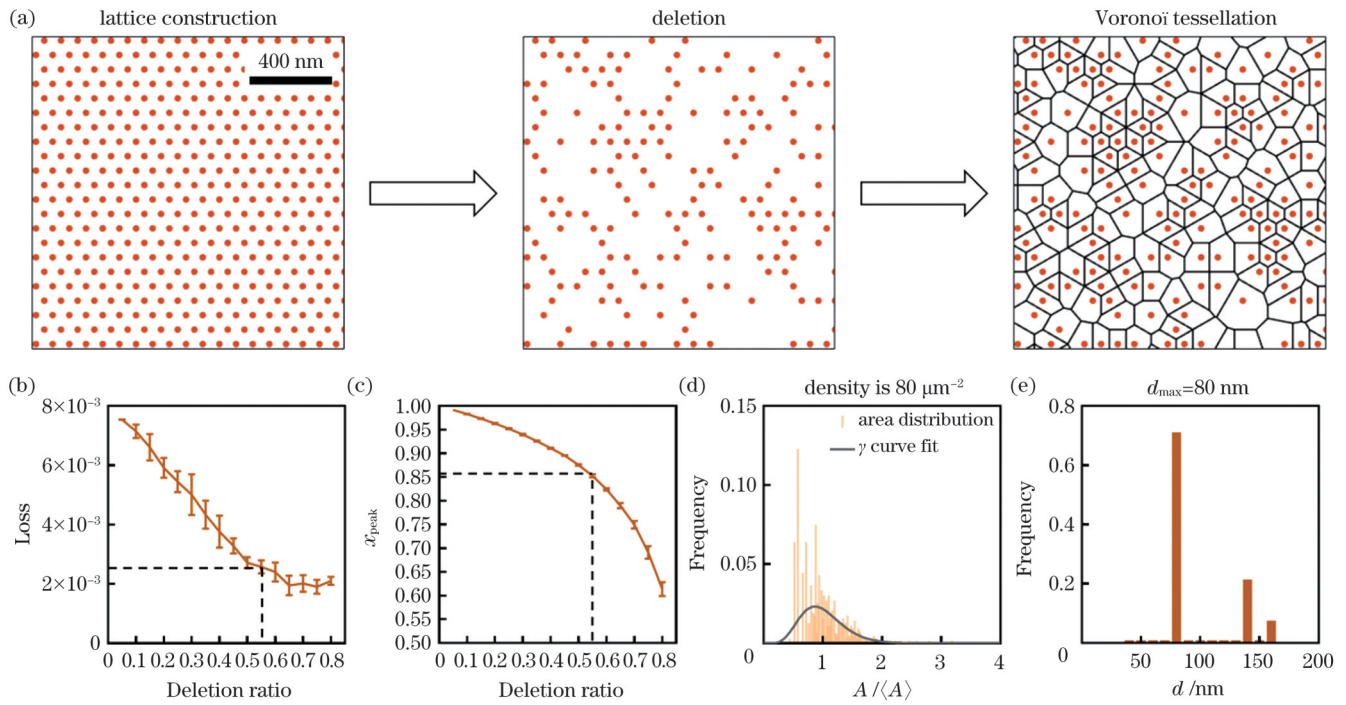 (a) lattice construction deletion Voronoï tessellation
400 nm
(b) (c) (d) density is 80 μm⁻² (e) dmax=80 nm
8×10⁻³
6×10⁻³
4×10⁻³
2×10⁻³
0
Loss
0 0.1 0.2 0.3 0.4 0.5 0.6 0.7 0.8
Deletion ratio
1.00
0.95
0.90
0.85
0.80
0.75
0.70
0.65
0.60
0.55
0.50
xpeak
0 0.1 0.2 0.3 0.4 0.5 0.6 0.7 0.8
Deletion ratio
0.15
0.10
0.05
Frequency
area distribution
γ curve fit
0 1 2 3 4
A/⟨A⟩
0.8
0.6
0.4
0.2
Frequency
0 50 100 150 200
d /nm